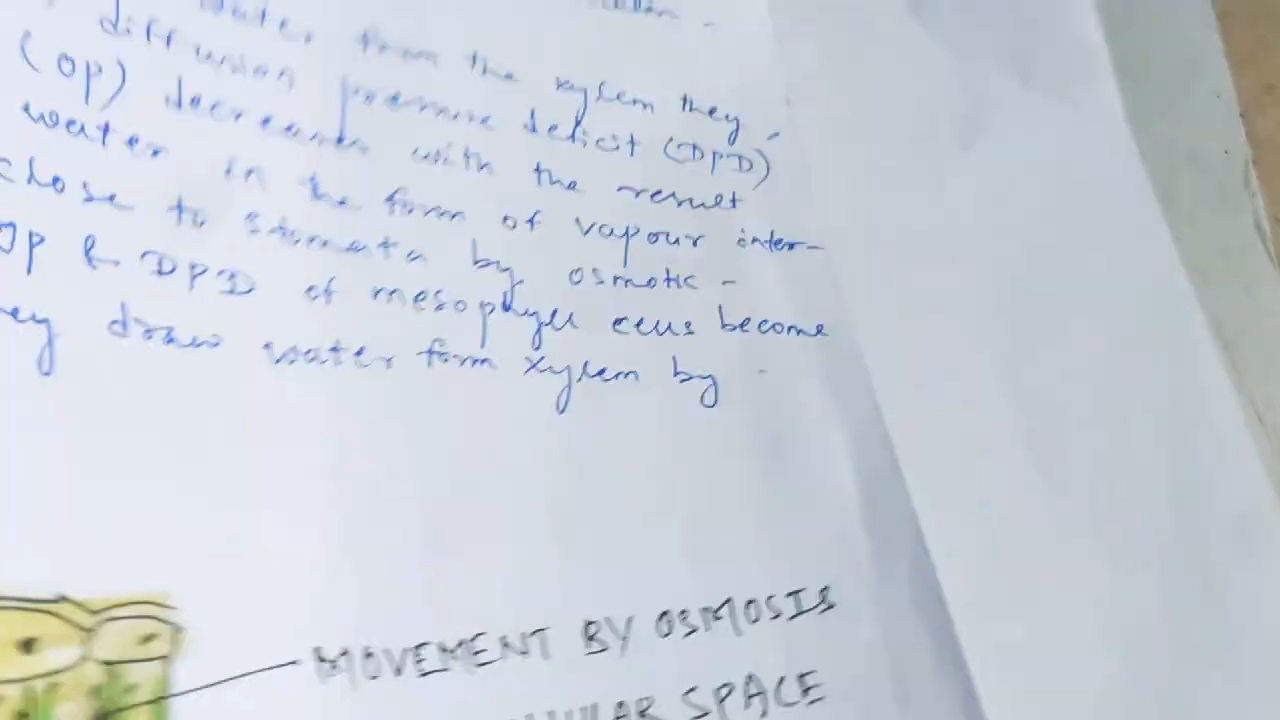 water from the xylem they
diffusion pressure deficit (DPD)
(OP) decreases with the result
water in the form of vapour inter-
close to stomata by osmotic -
OP & DPD of mesophyll cells become
ey draw water form xylem by
MOVEMENT BY OSMOSIS
SPACE